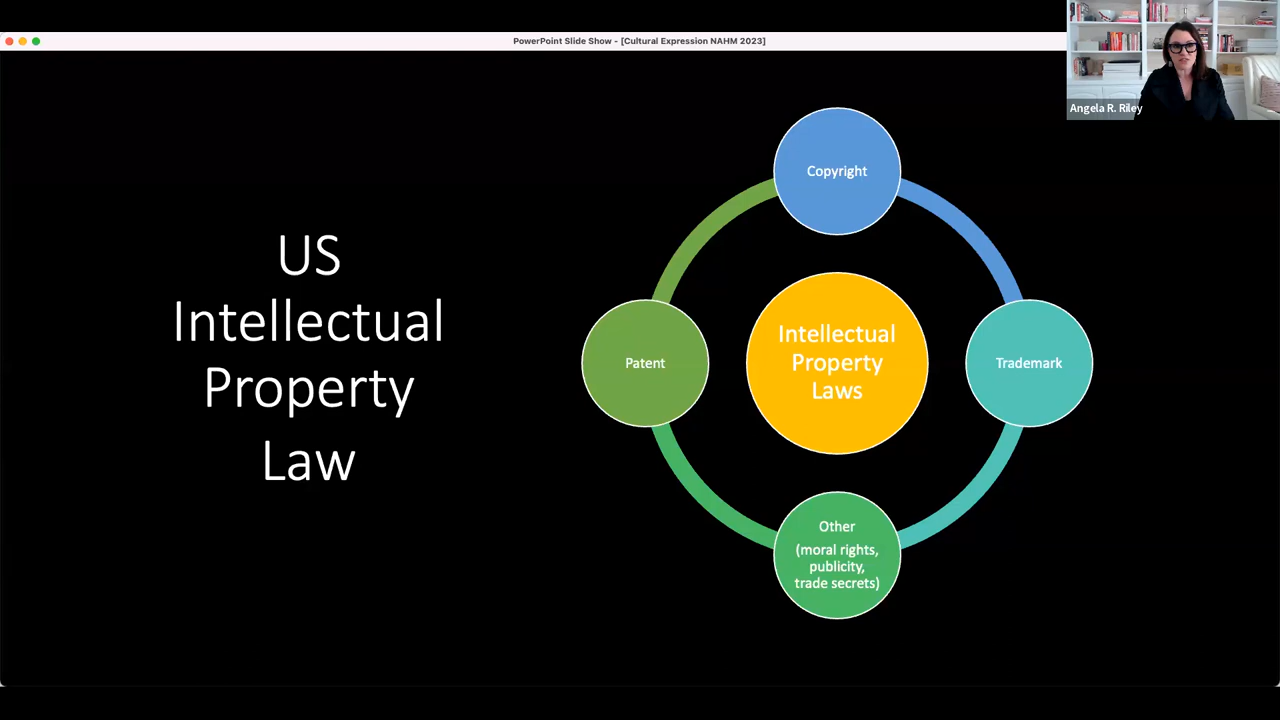 PowerPoint Slide Show - [Cultural Expression NAHM 2023]
Angela R. Riley
US
Intellectual
Property
Law
Copyright
Patent
Intellectual
Property
Laws
Trademark
Other
(moral rights,
publicity,
trade secrets)